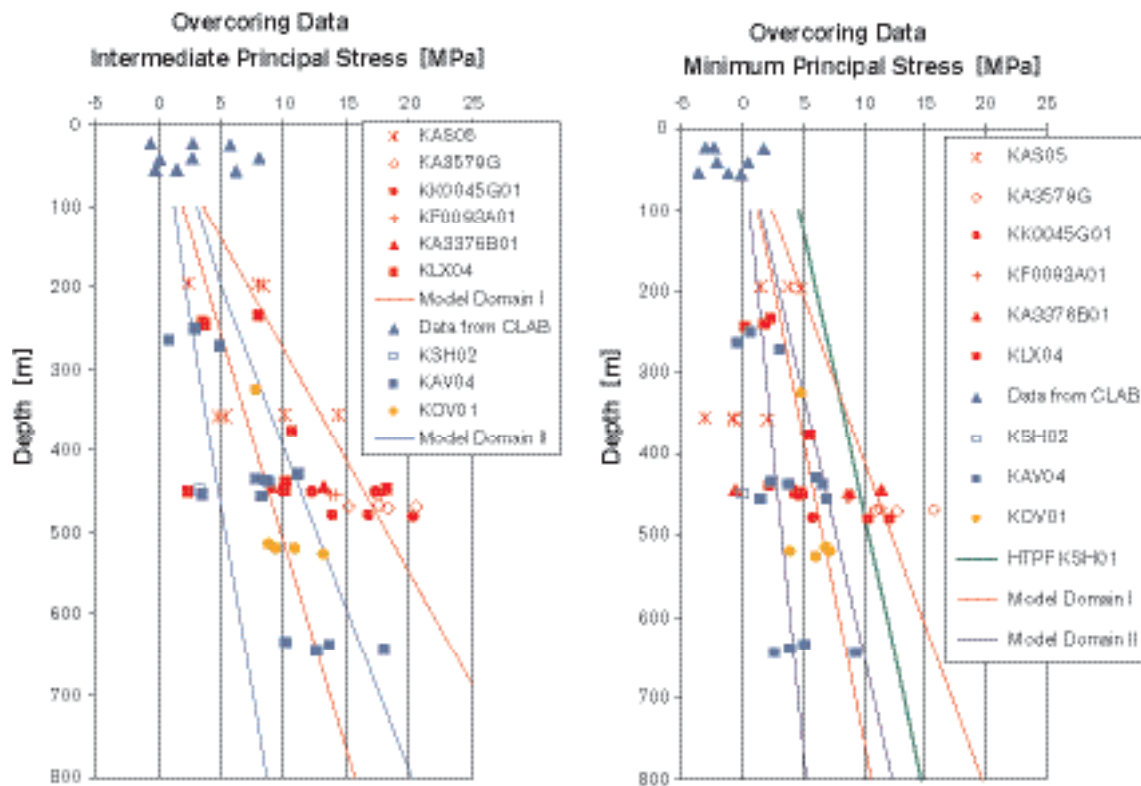 Overcoring Data
Intermediate Principal Stress [MPa]
-5 0 5 10 15 20 25
0
100
200
300
400
500
600
700
800
Depth [m]
KAS05
KA3579G
KK0045G01
KF0093A01
KA3376B01
KLX04
Model Domain I
Data from CLAB
KSH02
KAV04
KOV01
Model Domain II
Overcoring Data
Minimum Principal Stress [MPa]
-5 0 5 10 15 20 25
0
100
200
300
400
500
600
700
800
Depth [m]
KAS05
KA3579G
KK0045G01
KF0093A01
KA3376B01
KLX04
Data from CLAB
KSH02
KAV04
KOV01
HTPF KSH01
Model Domain I
Model Domain II